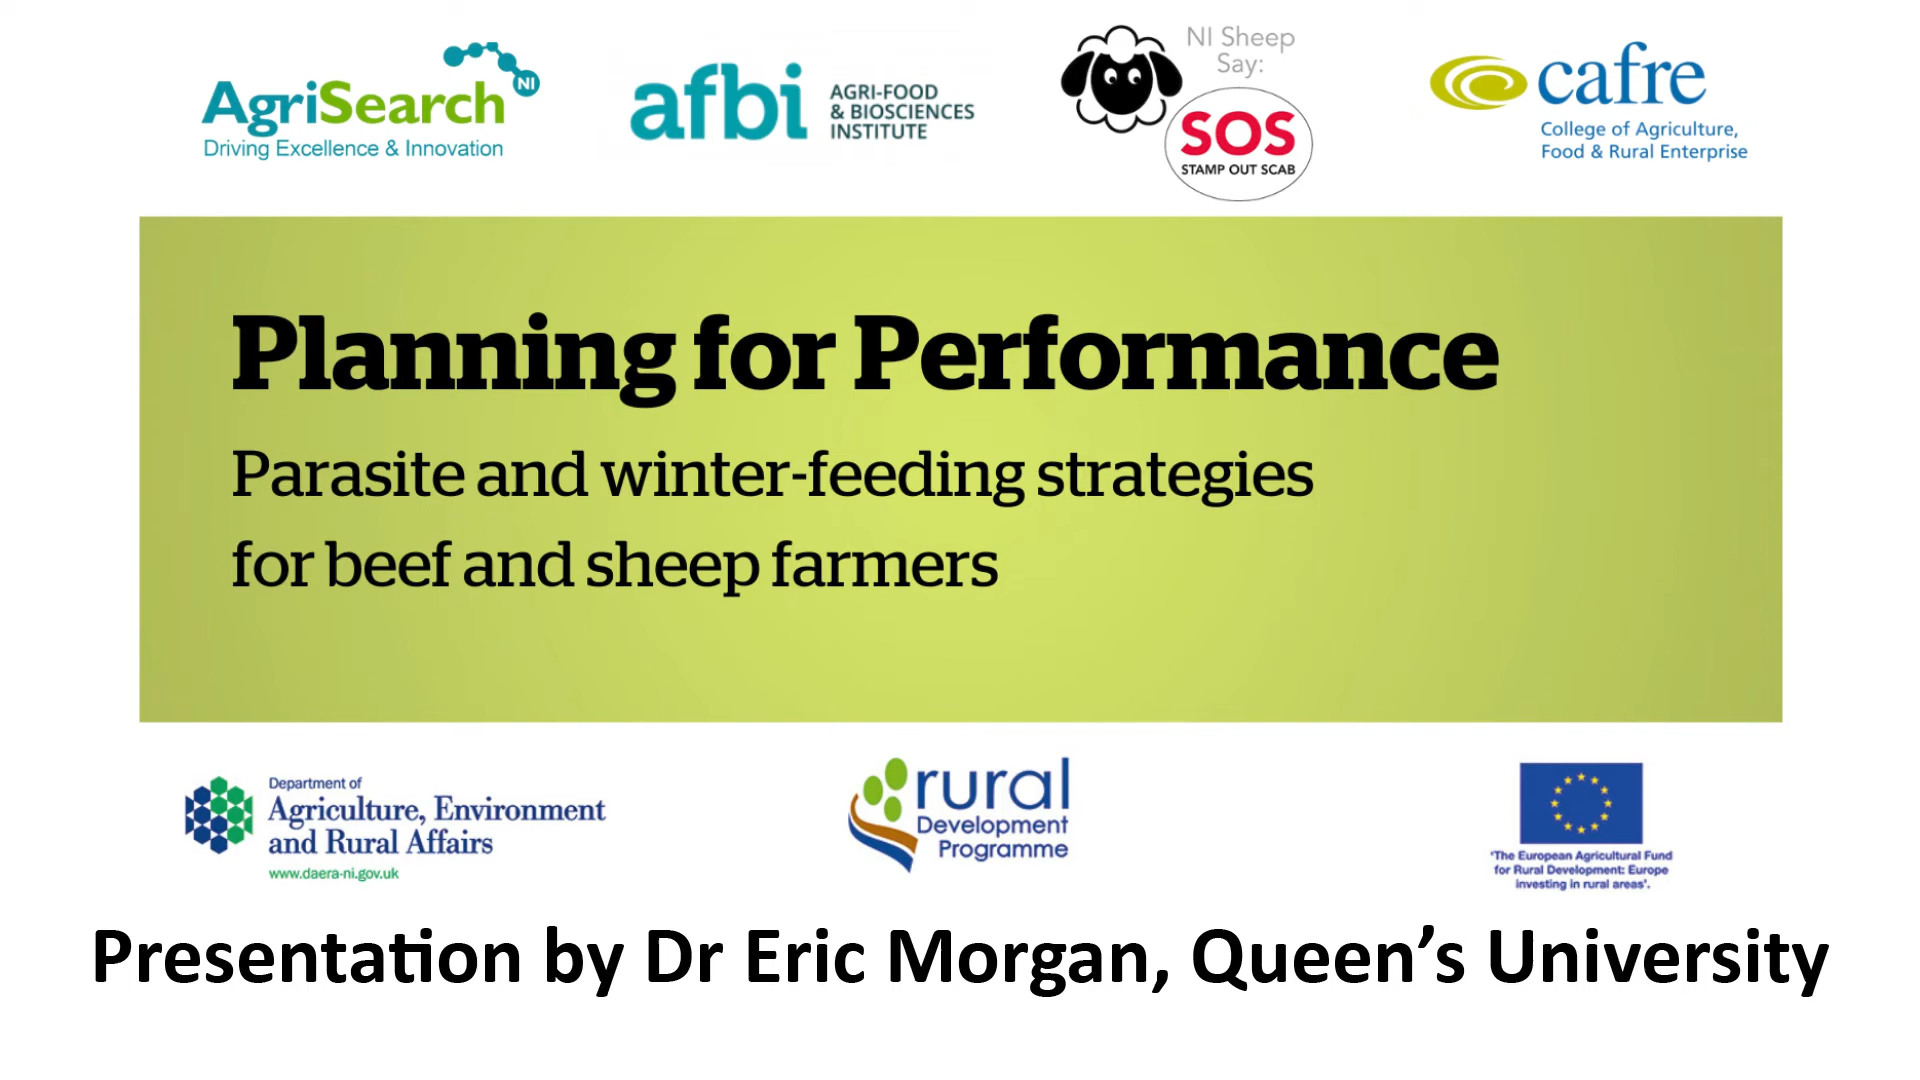 AgriSearch
NI
Driving Excellence & Innovation
afbi
AGRI-FOOD
& BIOSCIENCES
INSTITUTE
NI Sheep
Say:
SOS
STAMP OUT SCAB
cafre
College of Agriculture,
Food & Rural Enterprise
Planning for Performance
Parasite and winter-feeding strategies
for beef and sheep farmers
Department of
Agriculture, Environment
and Rural Affairs
www.daera-ni.gov.uk
rural
Development
Programme
'The European Agricultural Fund
for Rural Development: Europe
investing in rural areas'.
Presentation by Dr Eric Morgan, Queen’s University